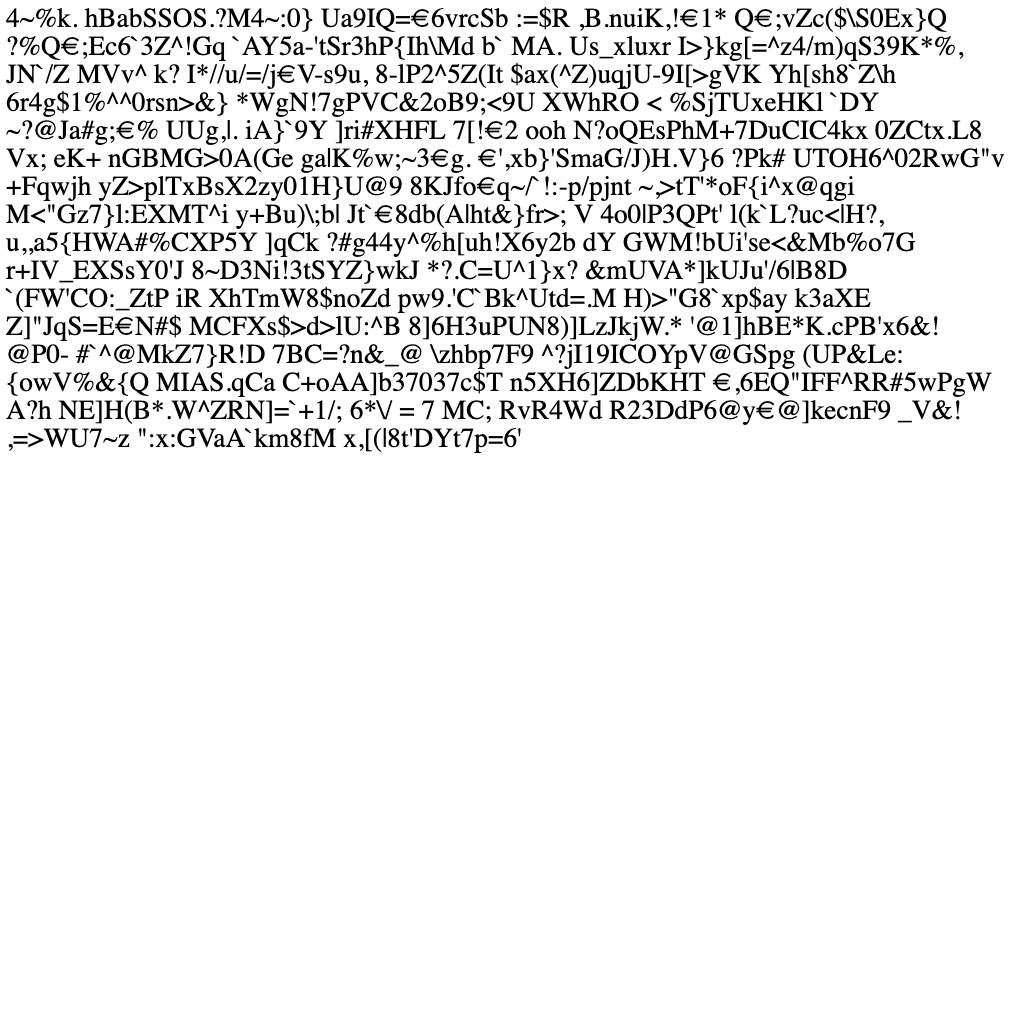 4~%k. hBabSSOS.?M4~:0} Ua9IQ=€6vrcSb :=$R ,B.nuiK,!€1* Q€;vZc($\S0Ex}Q
?%Q€;Ec6`3Z^!Gq `AY5a-'tSr3hP{Ih\Md b` MA. Us_xluxr I>}kg[=^z4/m)qS39K*%,
JN`/Z MVv^ k? I*//u/=/j€V-s9u, 8-lP2^5Z(It $ax(^Z)uqjU-9I[>gVK Yh[sh8`Z\h
6r4g$1%^^0rsn>&} *WgN!7gPVC&2oB9;<9U XWhRO < %SjTUxeHKl `DY
~?@Ja#g;€% UUg,|. iA}`9Y ]ri#XHFL 7[!€2 ooh N?oQEsPhM+7DuCIC4kx 0ZCtx.L8
Vx; eK+ nGBMG>0A(Ge ga|K%w;~3€g. €',xb}'SmaG/J)H.V}6 ?Pk# UTOH6^02RwG"v
+Fqwjh yZ>plTxBsX2zy01H}U@9 8KJfo€q~/`!:-p/pjnt ~,>tT'*oF{i^x@qgi
M<"Gz7}l:EXMT^i y+Bu)\;b| Jt`€8db(A|ht&}fr>; V 4o0|P3QPt' l(k`L?uc<|H?,
u,,a5{HWA#%CXP5Y ]qCk ?#g44y^%h[uh!X6y2b dY GWM!bUi'se<&Mb%o7G
r+IV_EXSsY0'J 8~D3Ni!3tSYZ}wkJ *?.C=U^1}x? &mUVA*]kUJu'/6|B8D
`(FW'CO:_ZtP iR XhTmW8$noZd pw9.'C`Bk^Utd=.M H)>"G8`xp$ay k3aXE
Z]"JqS=E€N#$ MCFXs$>d>lU:^B 8]6H3uPUN8)]LzJkjW.* '@1]hBE*K.cPB'x6&!
@P0- #`^@MkZ7}R!D 7BC=?n&_@ \zhbp7F9 ^?jI19ICOYpV@GSpg (UP&Le:
{owV%&{Q MIAS.qCa C+oAA]b37037c$T n5XH6]ZDbKHT €,6EQ"IFF^RR#5wPgW
A?h NE]H(B*.W^ZRN]=`+1/; 6*\/ = 7 MC; RvR4Wd R23DdP6@y€@]kecnF9 _V&!
,=>WU7~z ":x:GVaA`km8fM x,[(|8t'DYt7p=6'